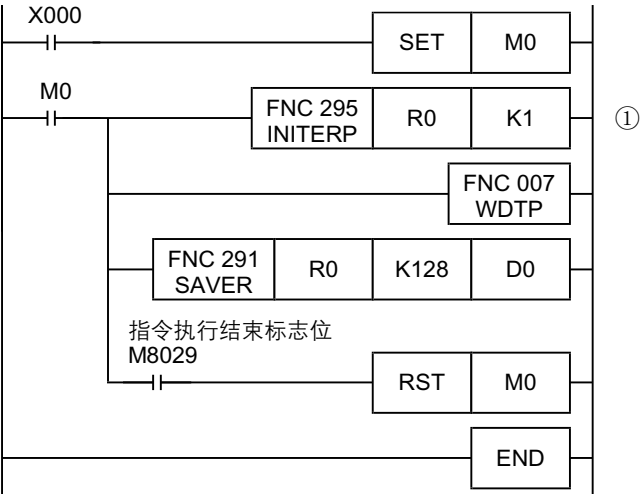 X000
SET M0
M0
FNC 295 INITERP R0 K1 ①
FNC 007 WDTP
FNC 291 SAVER R0 K128 D0
指令执行结束标志位
M8029
RST M0
END